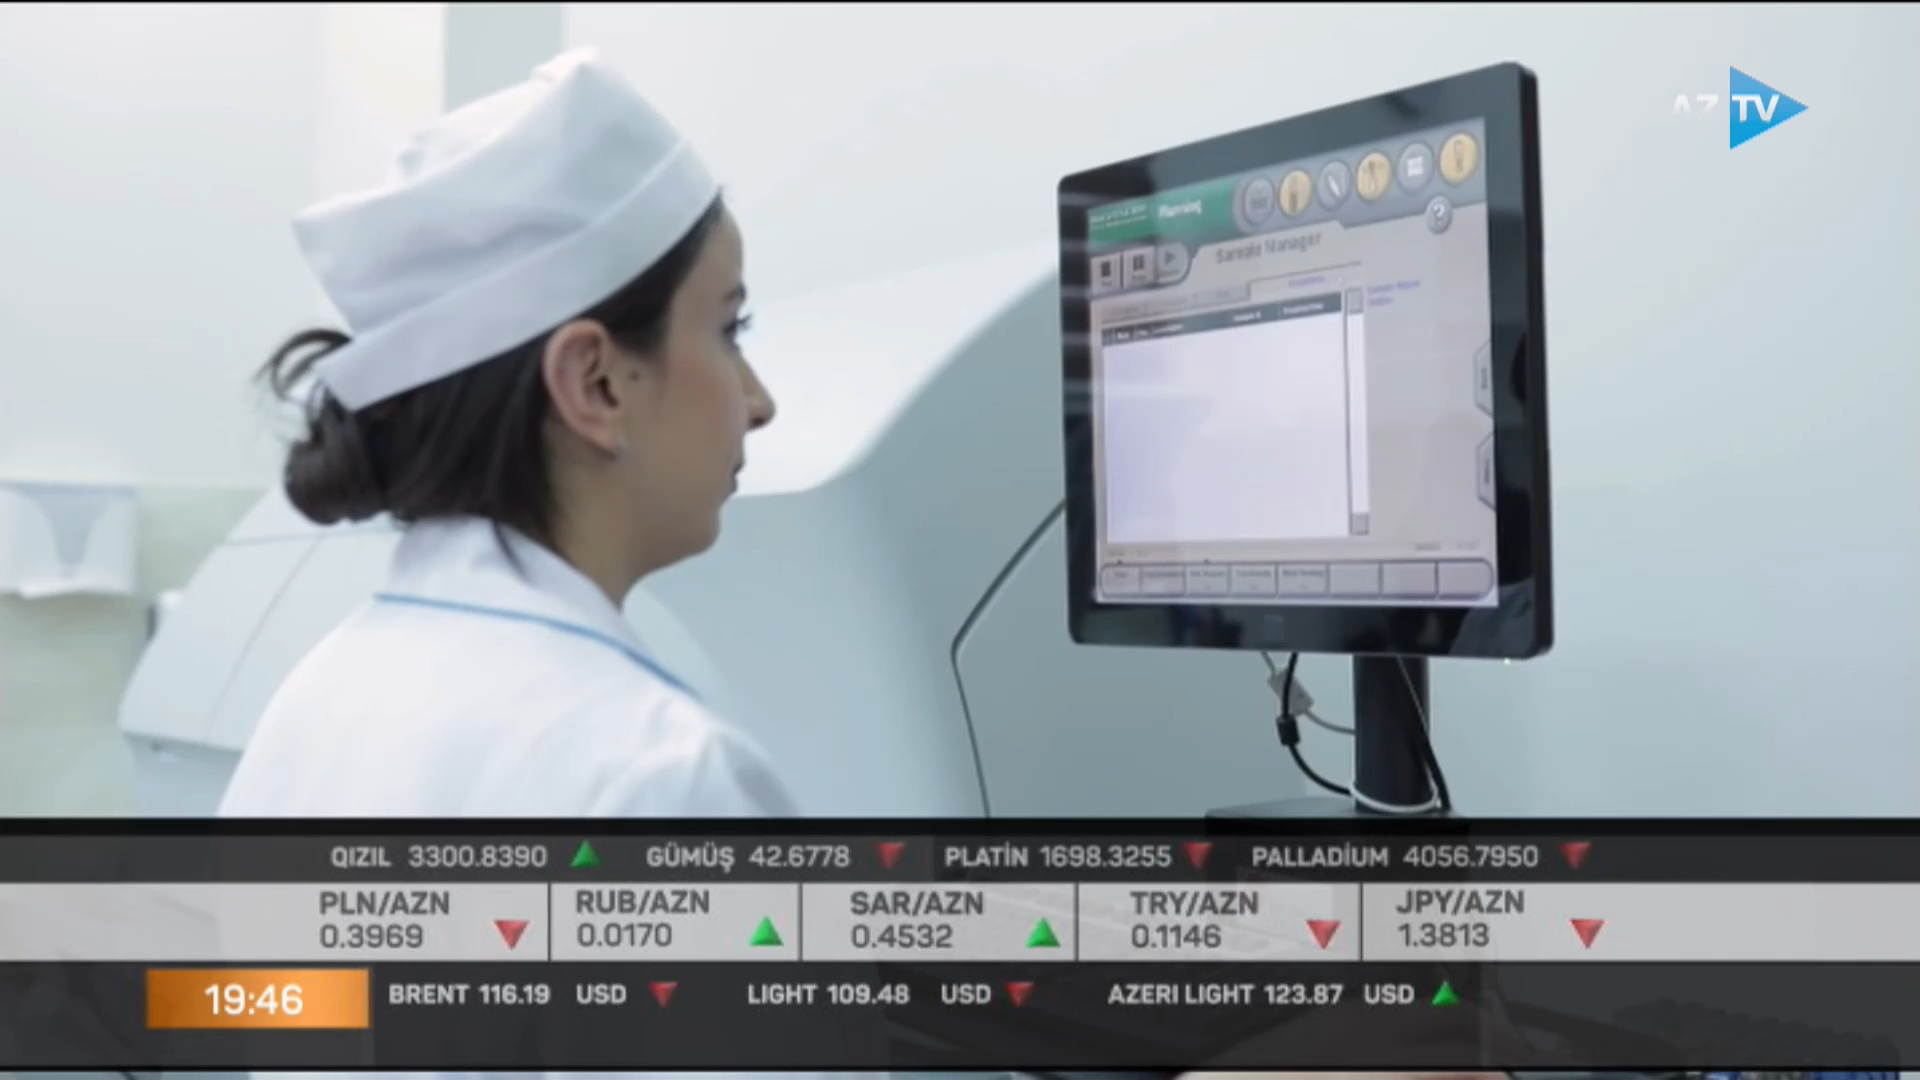 AZTV
Running
Sample Manager
?
QIZIL 3300.8390 GÜMÜŞ 42.6778 PLATİN 1698.3255 PALLADİUM 4056.7950
PLN/AZN RUB/AZN SAR/AZN TRY/AZN JPY/AZN
0.3969 0.0170 0.4532 0.1146 1.3813
19:46 BRENT 116.19 USD LIGHT 109.48 USD AZERI LIGHT 123.87 USD